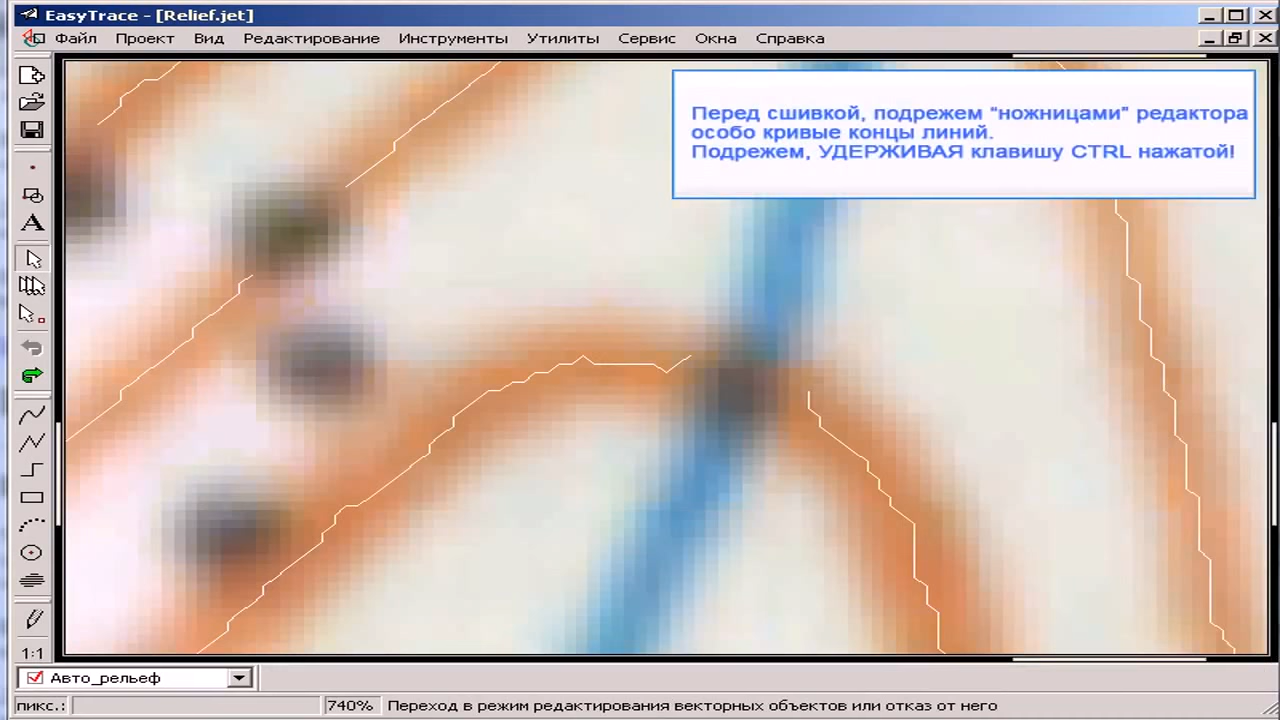 EasyTrace - [Relief.jet]
Файл Проект Вид Редактирование Инструменты Утилиты Сервис Окна Справка
Перед сшивкой, подрежем "ножницами" редактора
особо кривые концы линий.
Подрежем, УДЕРЖИВАЯ клавишу CTRL нажатой!
A
1:1
Авто_рельеф
пикс.: 740% Переход в режим редактирования векторных объектов или отказ от него